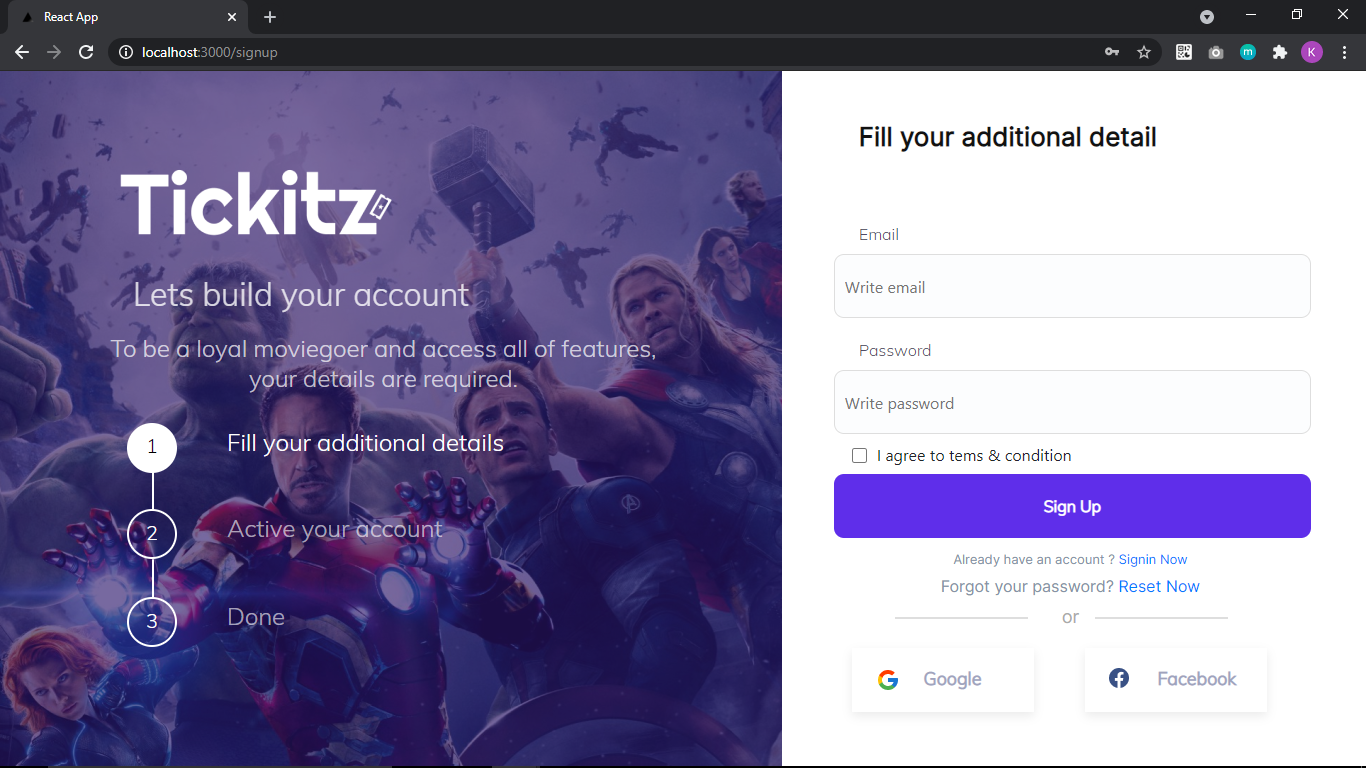 React App
localhost:3000/signup
m
K
Tickitz
Lets build your account
To be a loyal moviegoer and access all of features,
your details are required.
1 Fill your additional details
2 Active your account
3 Done
Fill your additional detail
Email
Write email
Password
Write password
I agree to tems & condition
Sign Up
Already have an account ? Signin Now
Forgot your password? Reset Now
or
Google
Facebook